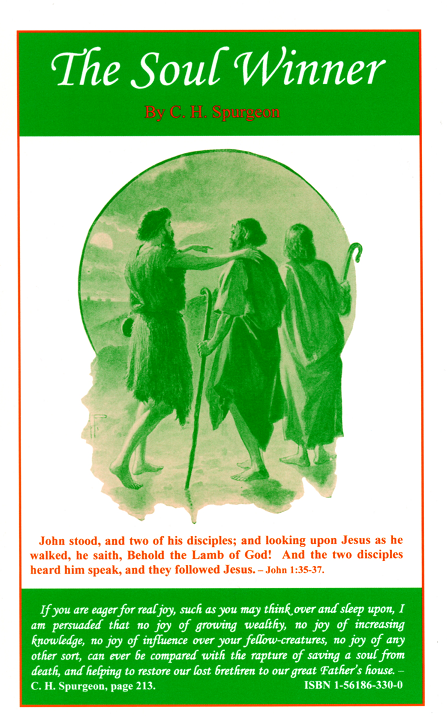 The Soul Winner
By C. H. Spurgeon
John stood, and two of his disciples; and looking upon Jesus as he
walked, he saith, Behold the Lamb of God! And the two disciples
heard him speak, and they followed Jesus. – John 1:35-37.
If you are eager for real joy, such as you may think over and sleep upon, I
am persuaded that no joy of growing wealthy, no joy of increasing
knowledge, no joy of influence over your fellow-creatures, no joy of any
other sort, can ever be compared with the rapture of saving a soul from
death, and helping to restore our lost brethren to our great Father's house. –
C. H. Spurgeon, page 213. ISBN 1-56186-330-0